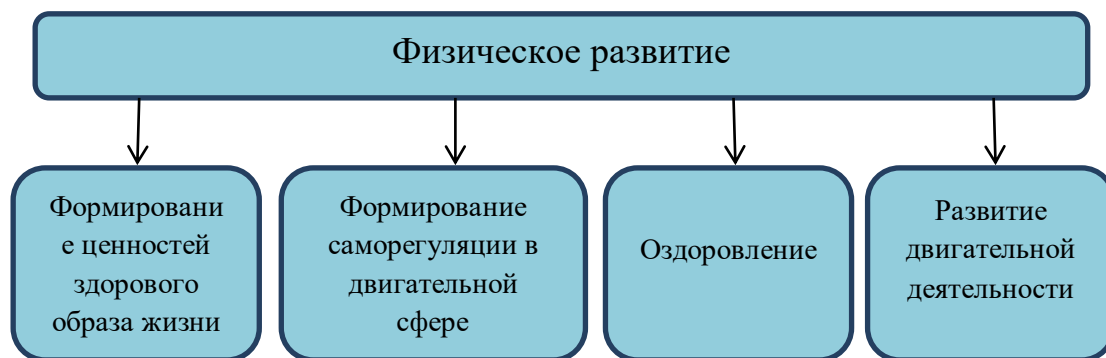 Физическое развитие
Формировани
е ценностей
здорового
образа жизни
Формирование
саморегуляции в
двигательной
сфере
Оздоровление
Развитие
двигательной
деятельности